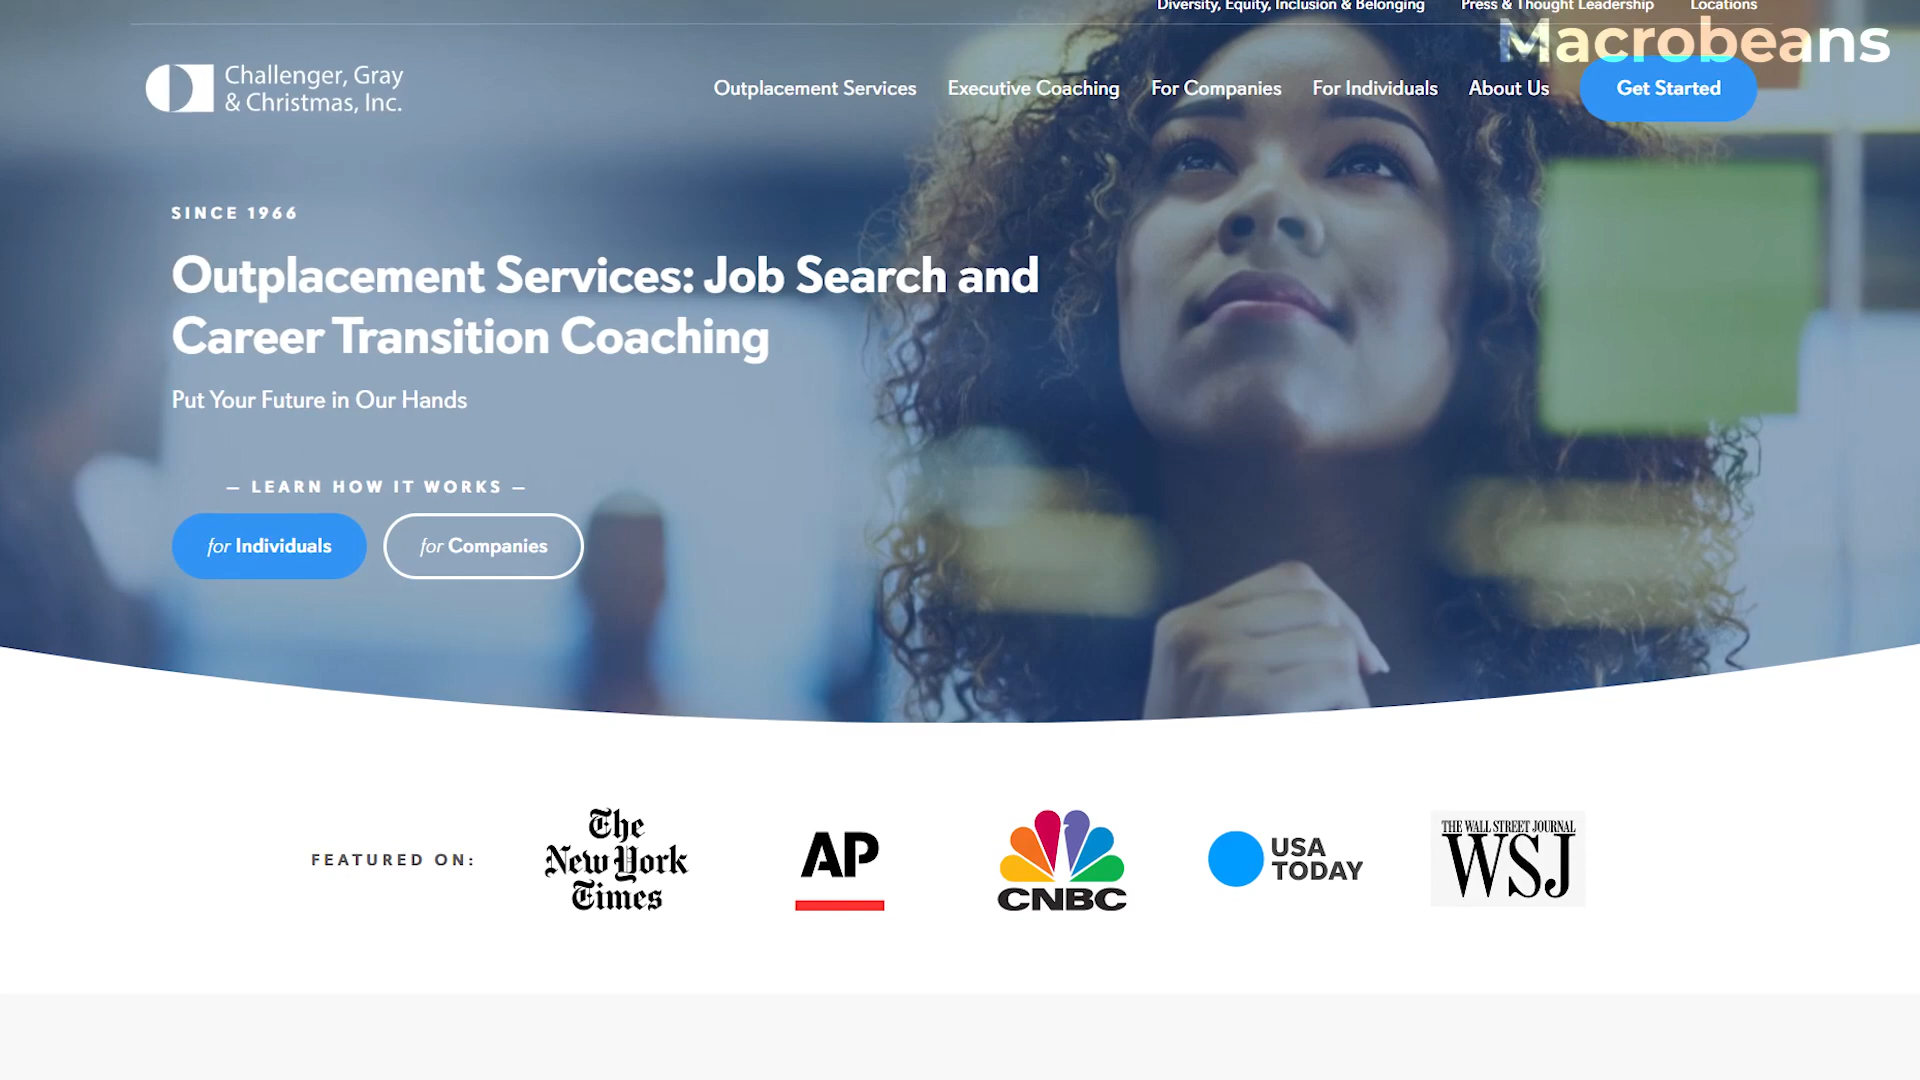 Diversity, Equity, Inclusion & Belonging
Press & Thought Leadership
Locations
Macrobeans
Challenger, Gray
& Christmas, Inc.
Outplacement Services
Executive Coaching
For Companies
For Individuals
About Us
Get Started
SINCE 1966
Outplacement Services: Job Search and
Career Transition Coaching
Put Your Future in Our Hands
— LEARN HOW IT WORKS —
for Individuals
for Companies
FEATURED ON:
The
New York
Times
AP
CNBC
USA
TODAY
THE WALL STREET JOURNAL
WSJ